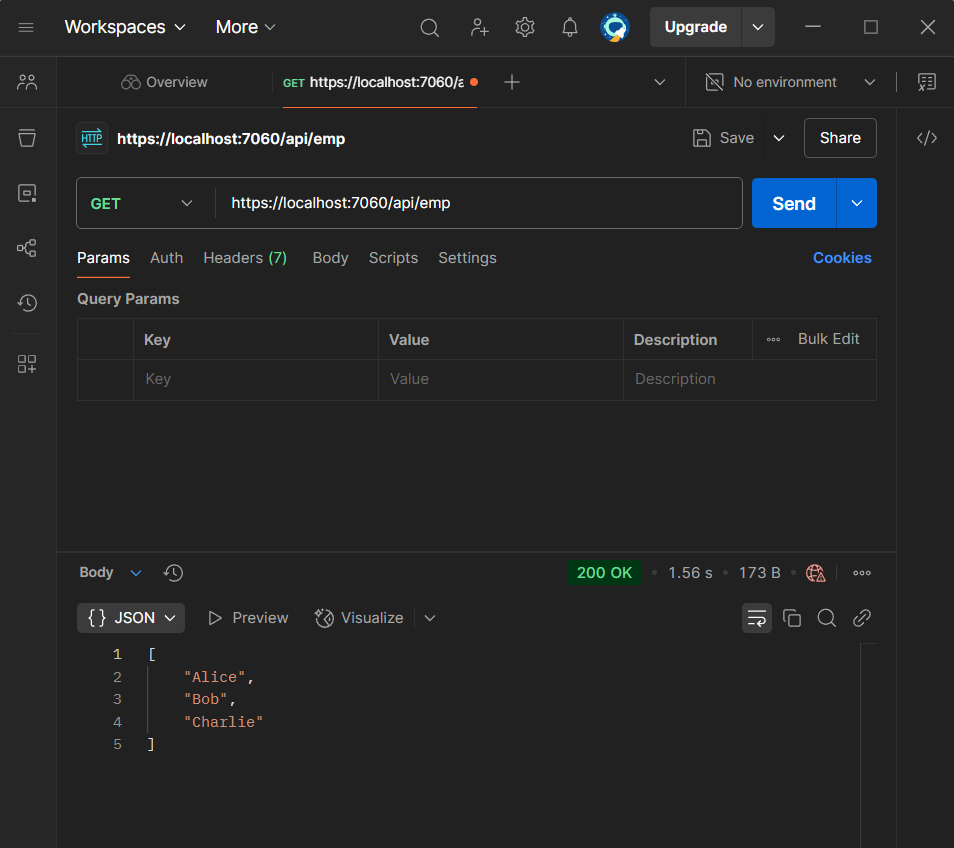 Workspaces More Upgrade
Overview GET https://localhost:7060/a No environment
HTTP https://localhost:7060/api/emp Save Share
GET https://localhost:7060/api/emp Send
Params Auth Headers (7) Body Scripts Settings Cookies
Query Params
Key Value Description Bulk Edit
Key Value Description
Body 200 OK • 1.56 s • 173 B •
{} JSON Preview Visualize
1 [
2 "Alice",
3 "Bob",
4 "Charlie"
5 ]